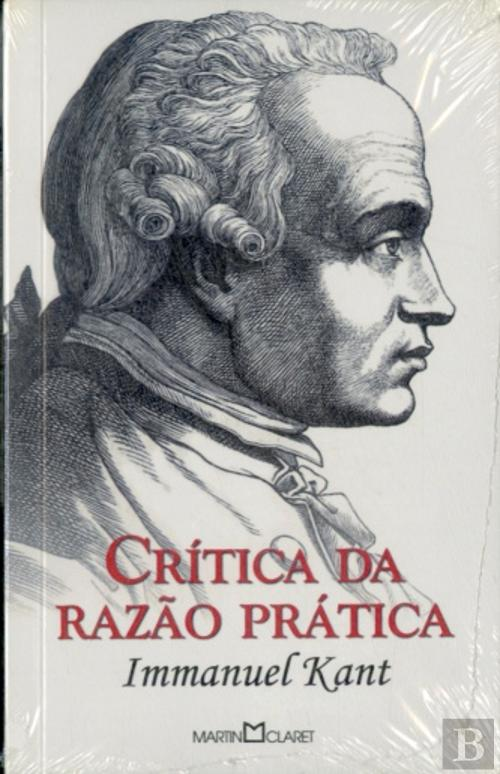 CRÍTICA DA
RAZÃO PRÁTICA
Immanuel Kant
MARTIN CLARET
B